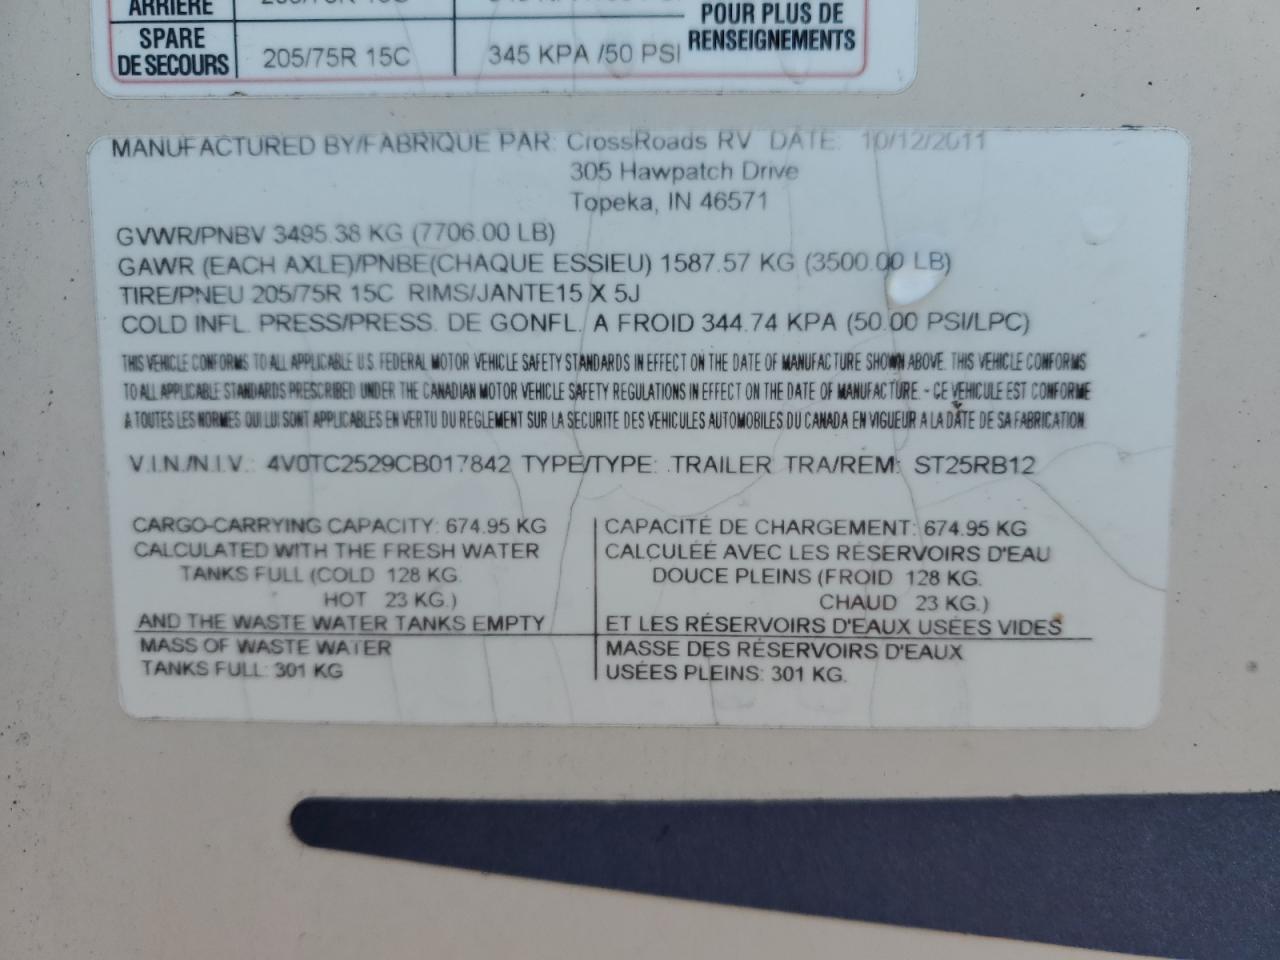 ARRIÈRE
POUR PLUS DE
RENSEIGNEMENTS
SPARE
DE SECOURS 205/75R 15C 345 KPA /50 PSI
MANUFACTURED BY/FABRIQUE PAR: CrossRoads RV DATE: 10/12/2011
305 Hawpatch Drive
Topeka, IN 46571
GVWR/PNBV 3495.38 KG (7706.00 LB)
GAWR (EACH AXLE)/PNBE(CHAQUE ESSIEU) 1587.57 KG (3500.00 LB)
TIRE/PNEU 205/75R 15C RIMS/JANTE15 X 5J
COLD INFL. PRESS/PRESS. DE GONFL. A FROID 344.74 KPA (50.00 PSI/LPC)
THIS VEHICLE CONFORMS TO ALL APPLICABLE U.S. FEDERAL MOTOR VEHICLE SAFETY STANDARDS IN EFFECT ON THE DATE OF MANUFACTURE SHOWN ABOVE. THIS VEHICLE CONFORMS
TO ALL APPLICABLE STANDARDS PRESCRIBED UNDER THE CANADIAN MOTOR VEHICLE SAFETY REGULATIONS IN EFFECT ON THE DATE OF MANUFACTURE. - CE VEHICULE EST CONFORME
A TOUTES LES NORMES QUI LUI SONT APPLICABLES EN VERTU DU REGLEMENT SUR LA SECURITE DES VEHICULES AUTOMOBILES DU CANADA EN VIGUEUR A LA DATE DE SA FABRICATION.
V.I.N./N.I.V.: 4V0TC2529CB017842 TYPE/TYPE: TRAILER TRA/REM: ST25RB12
CARGO-CARRYING CAPACITY: 674.95 KG
CALCULATED WITH THE FRESH WATER
TANKS FULL (COLD 128 KG.
HOT 23 KG.)
AND THE WASTE WATER TANKS EMPTY
MASS OF WASTE WATER
TANKS FULL: 301 KG
CAPACITÉ DE CHARGEMENT: 674.95 KG
CALCULÉE AVEC LES RÉSERVOIRS D'EAU
DOUCE PLEINS (FROID 128 KG.
CHAUD 23 KG.)
ET LES RÉSERVOIRS D'EAUX USÉES VIDES
MASSE DES RÉSERVOIRS D'EAUX
USÉES PLEINS: 301 KG.